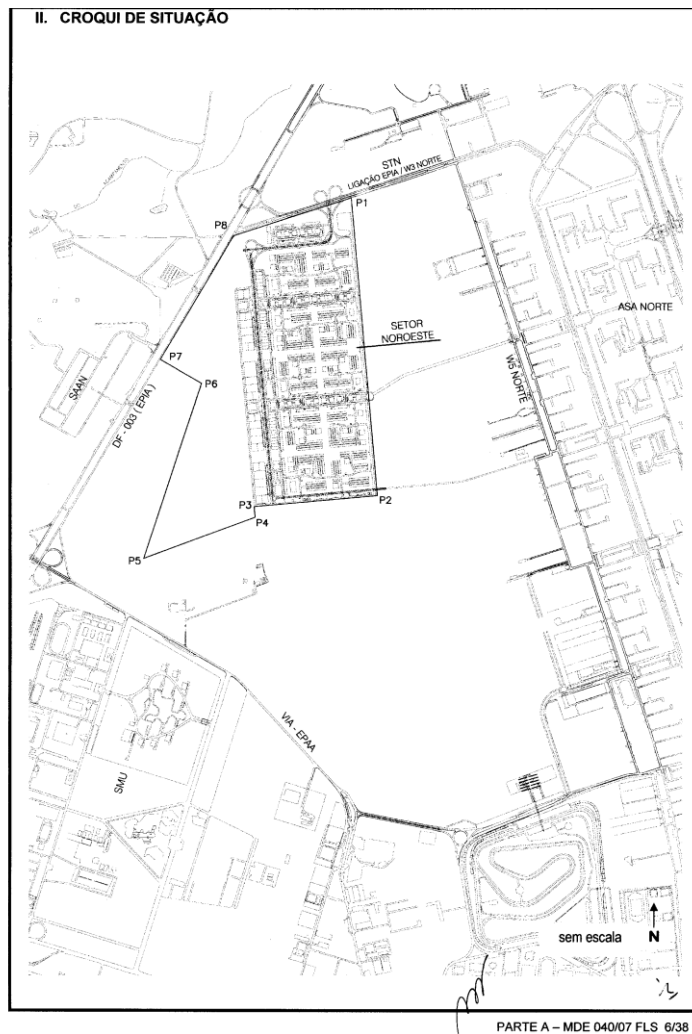 II. CROQUI DE SITUAÇÃO
STN
LIGAÇÃO EPIA / W3 NORTE
P1
P8
ASA NORTE
SETOR
NOROESTE
P7
P6
W5 NORTE
SAAN
DF - 003 ( EPIA )
P2
P3
P4
P5
VIA - EPAA
SMU
sem escala
N
PARTE A – MDE 040/07 FLS 6/38